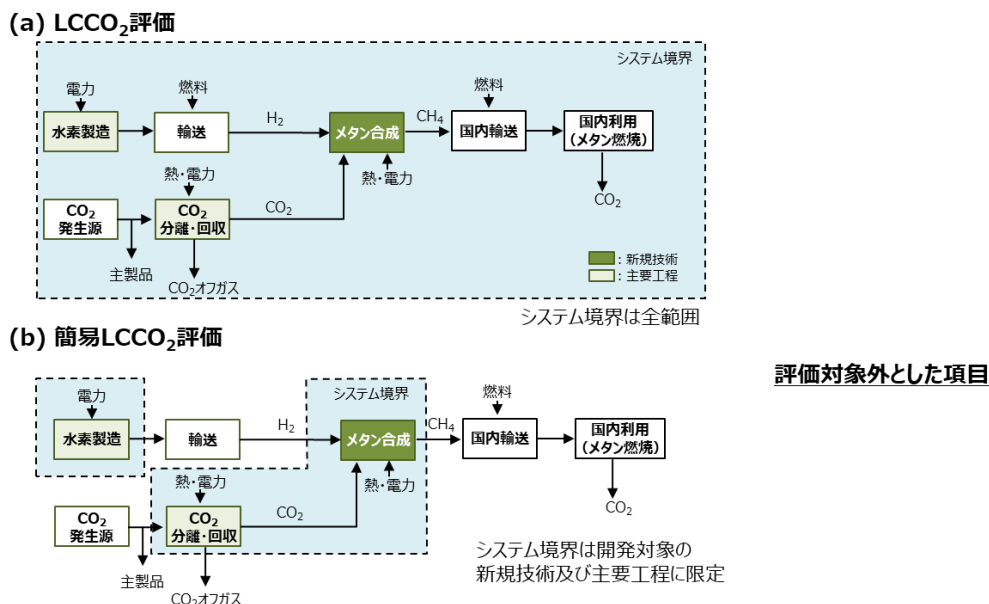 (a) LCCO₂評価
システム境界
電力
燃料
水素製造
輸送
H₂
メタン合成
CH₄
燃料
国内輸送
国内利用
(メタン燃焼)
熱・電力
熱・電力
CO₂
発生源
CO₂
分離・回収
CO₂
CO₂
主製品
CO₂オフガス
：新規技術
：主要工程
システム境界は全範囲
(b) 簡易LCCO₂評価
評価対象外とした項目
電力
システム境界
燃料
水素製造
輸送
H₂
メタン合成
CH₄
国内輸送
国内利用
(メタン燃焼)
熱・電力
熱・電力
CO₂
発生源
CO₂
分離・回収
CO₂
CO₂
主製品
CO₂オフガス
システム境界は開発対象の
新規技術及び主要工程に限定